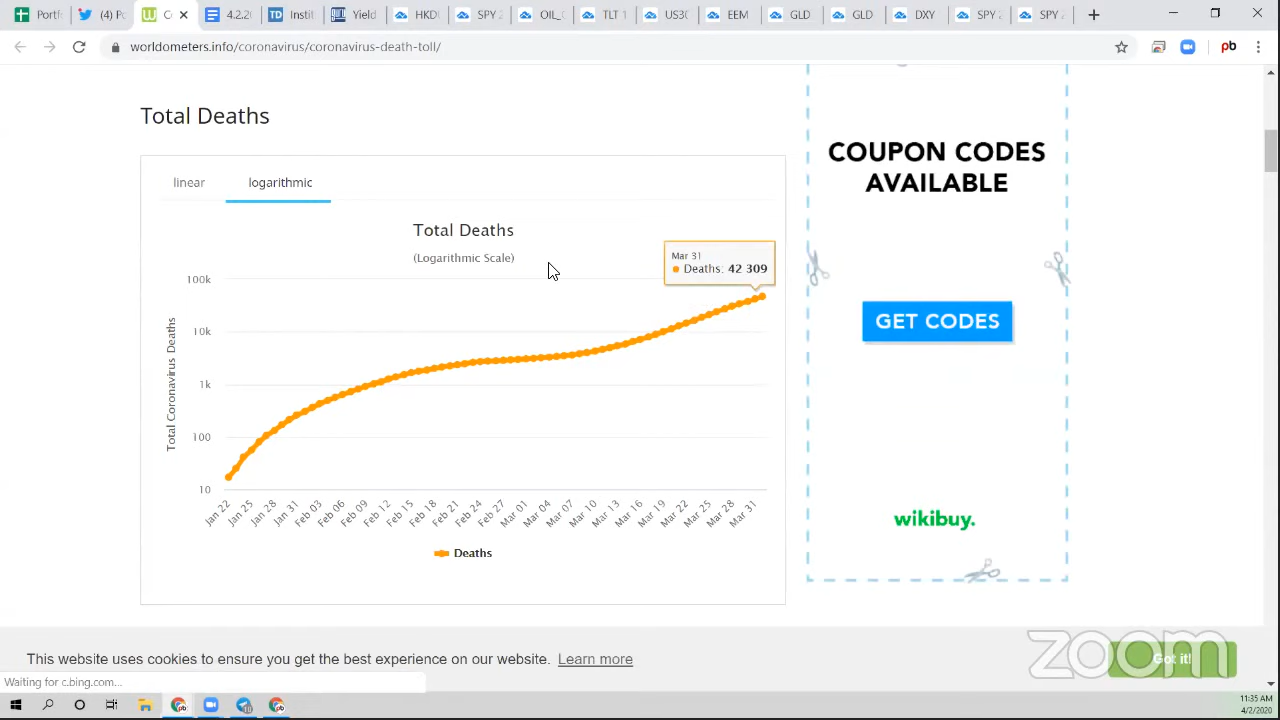 Portf
(4)
Co
4.2.20
Instit
Yield
HKD(
SPY 2
OIL_C
TLT 1
US30
EEM
GLD
GLD
DXY
SPY 2
SPY 2
worldometers.info/coronavirus/coronavirus-death-toll/
Total Deaths
linear
logarithmic
Total Deaths
(Logarithmic Scale)
Mar 31
Deaths: 42 309
100k
10k
1k
100
10
Total Coronavirus Deaths
Jan 22
Jan 25
Jan 28
Jan 31
Feb 03
Feb 06
Feb 09
Feb 12
Feb 15
Feb 18
Feb 21
Feb 24
Feb 27
Mar 01
Mar 04
Mar 07
Mar 10
Mar 13
Mar 16
Mar 19
Mar 22
Mar 25
Mar 28
Mar 31
Deaths
COUPON CODES
AVAILABLE
GET CODES
wikibuy.
This website uses cookies to ensure you get the best experience on our website. Learn more
Got it!
zoom
Waiting for c.bing.com...
11:35 AM
4/2/2020